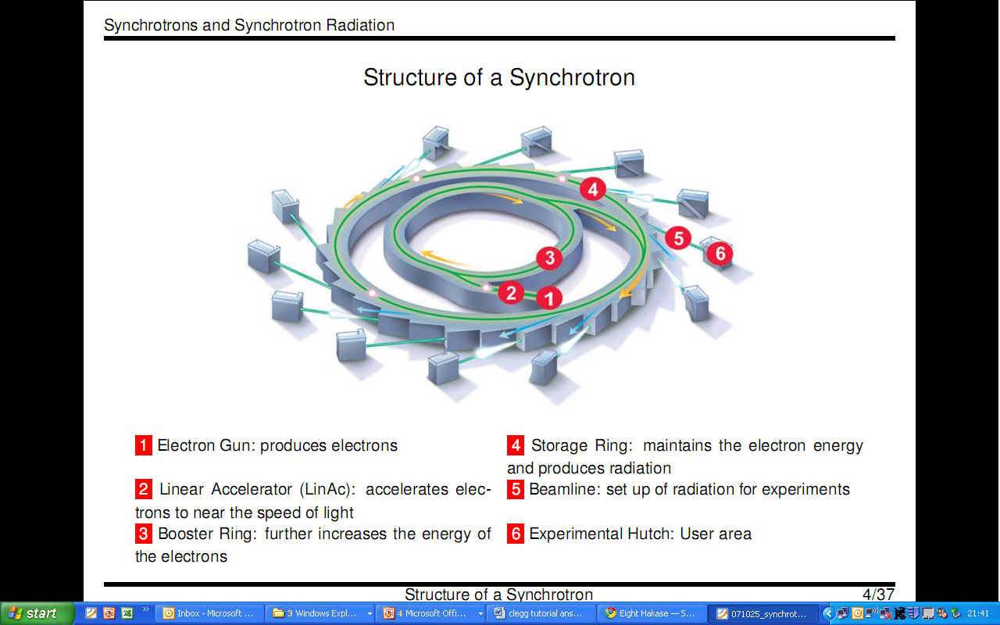 Synchrotrons and Synchrotron Radiation
Structure of a Synchrotron
4
5
6
3
2
1
1 Electron Gun: produces electrons
2 Linear Accelerator (LinAc): accelerates elec-
trons to near the speed of light
3 Booster Ring: further increases the energy of
the electrons
4 Storage Ring: maintains the electron energy
and produces radiation
5 Beamline: set up of radiation for experiments
6 Experimental Hutch: User area
Structure of a Synchrotron 4/37
start
Inbox - Microsoft ...
3 Windows Expl...
4 Microsoft Offi...
clegg tutorial ans...
Eight Hakase — S...
071025_synchrot...
21:41